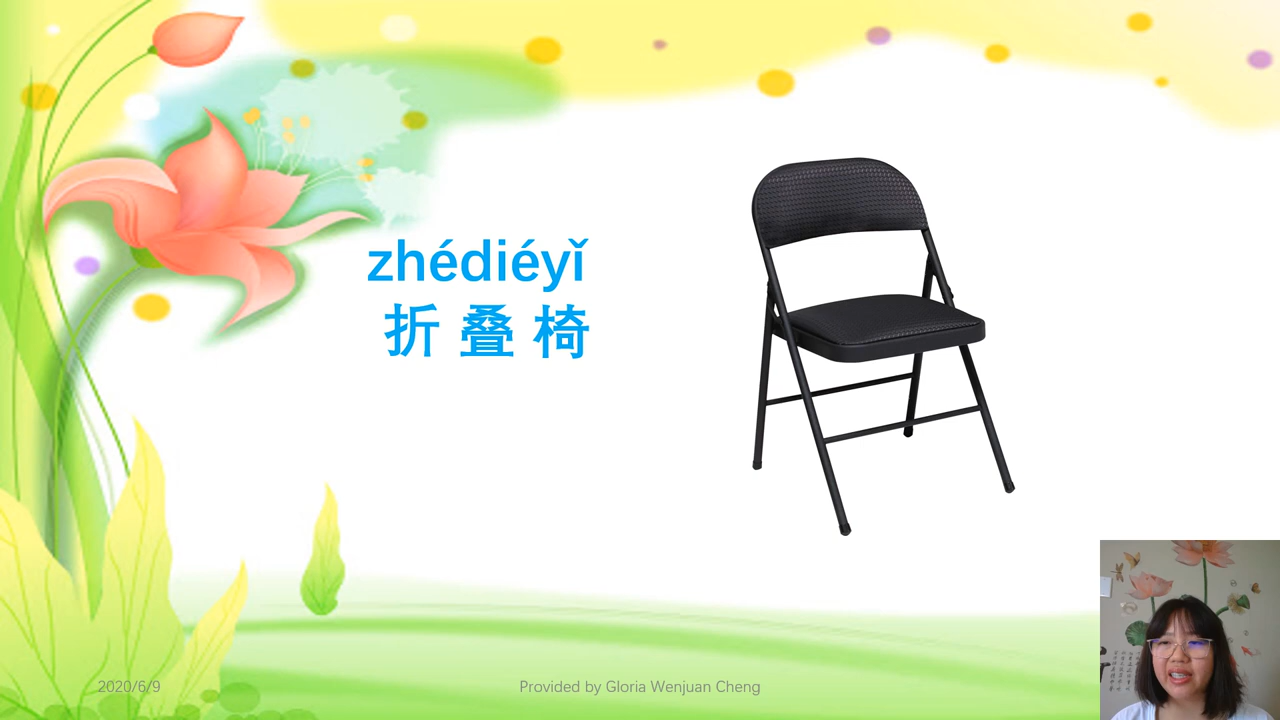 zhédiéyǐ
折叠椅
2020/6/9
Provided by Gloria Wenjuan Cheng